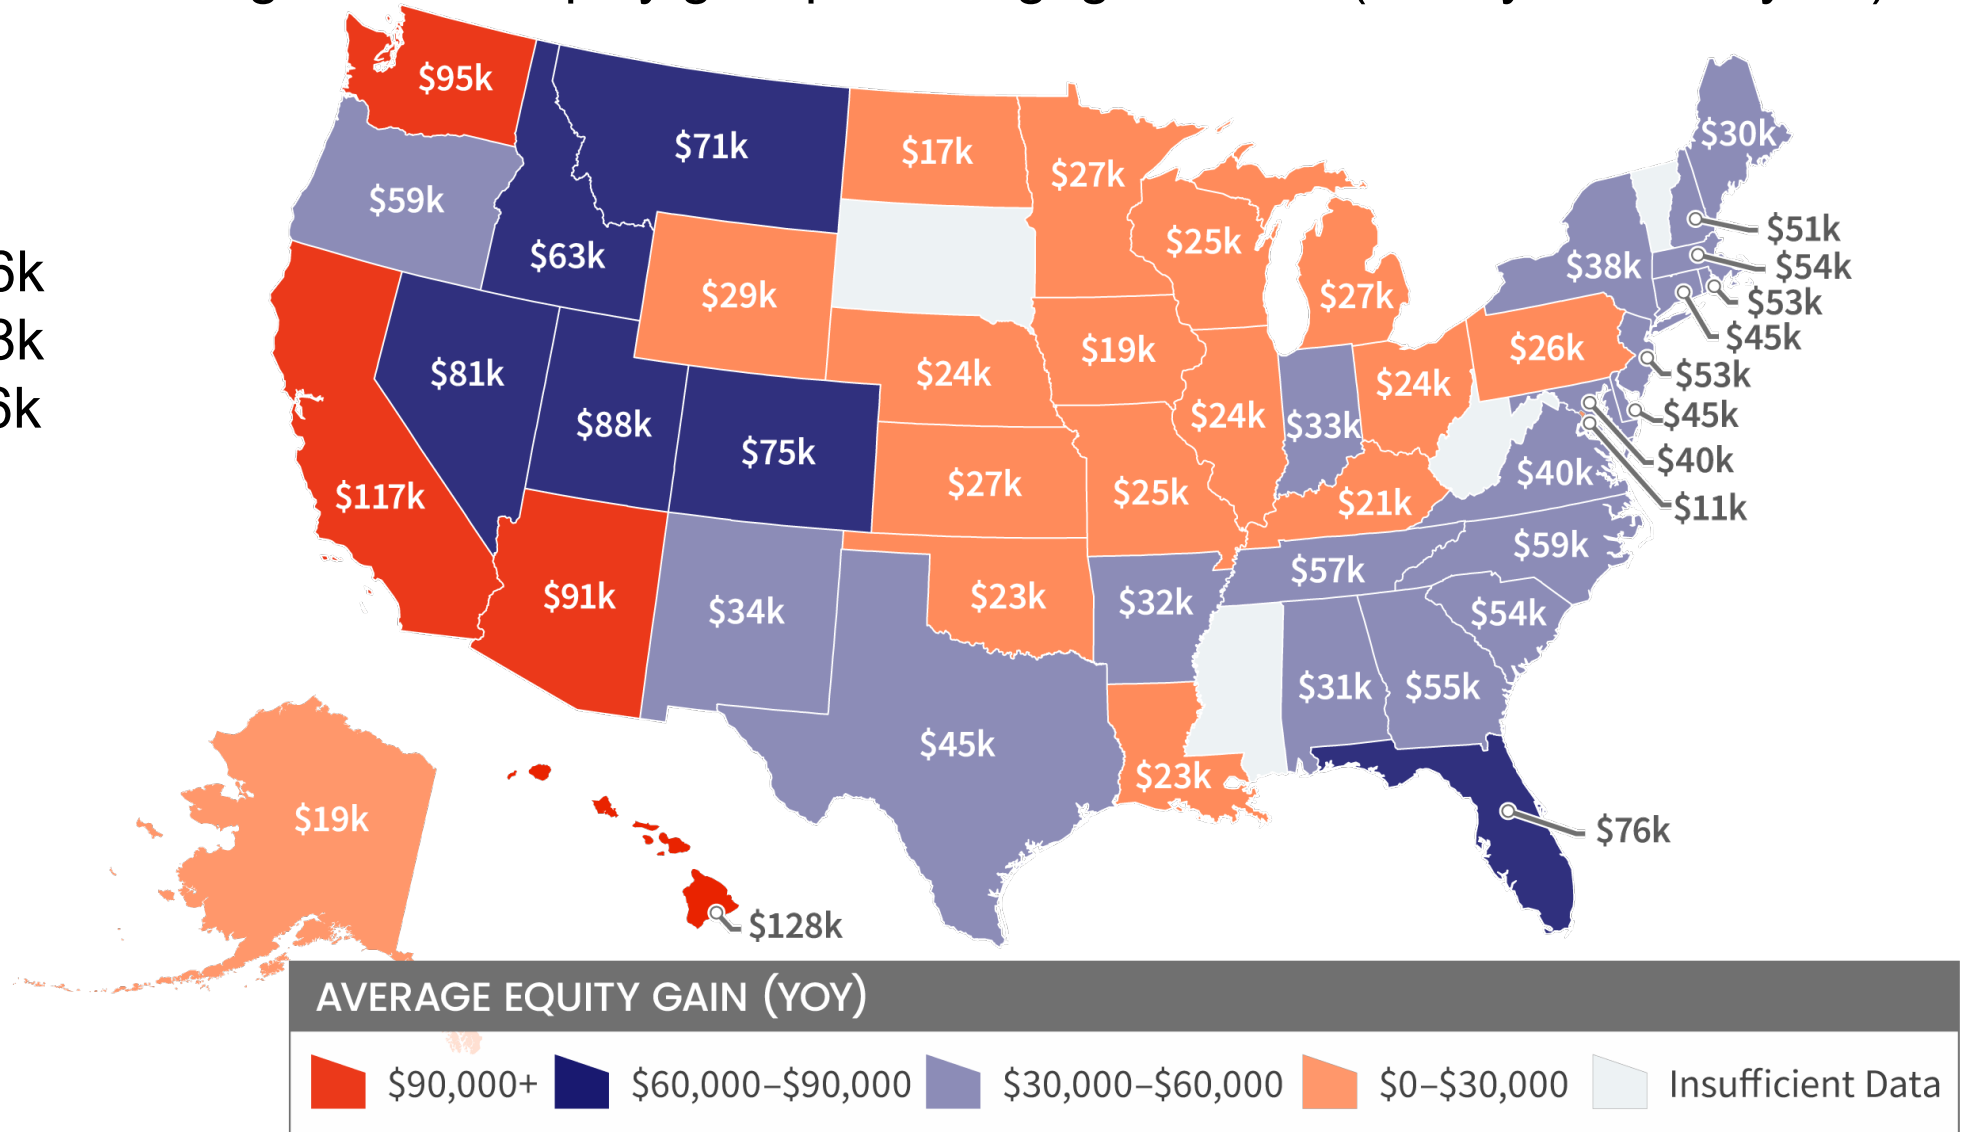 $95k
$71k
$17k
$27k
$30k
$59k
$63k
$29k
$25k
$27k
$38k
$51k
$54k
$53k
$45k
6k
3k
6k
$81k
$88k
$75k
$24k
$19k
$24k
$33k
$24k
$26k
$53k
$45k
$40k
$11k
$117k
$27k
$25k
$21k
$40k
$91k
$34k
$23k
$32k
$57k
$59k
$54k
$45k
$23k
$31k
$55k
$76k
$19k
$128k
AVERAGE EQUITY GAIN (YOY)
$90,000+ $60,000–$90,000 $30,000–$60,000 $0–$30,000 Insufficient Data